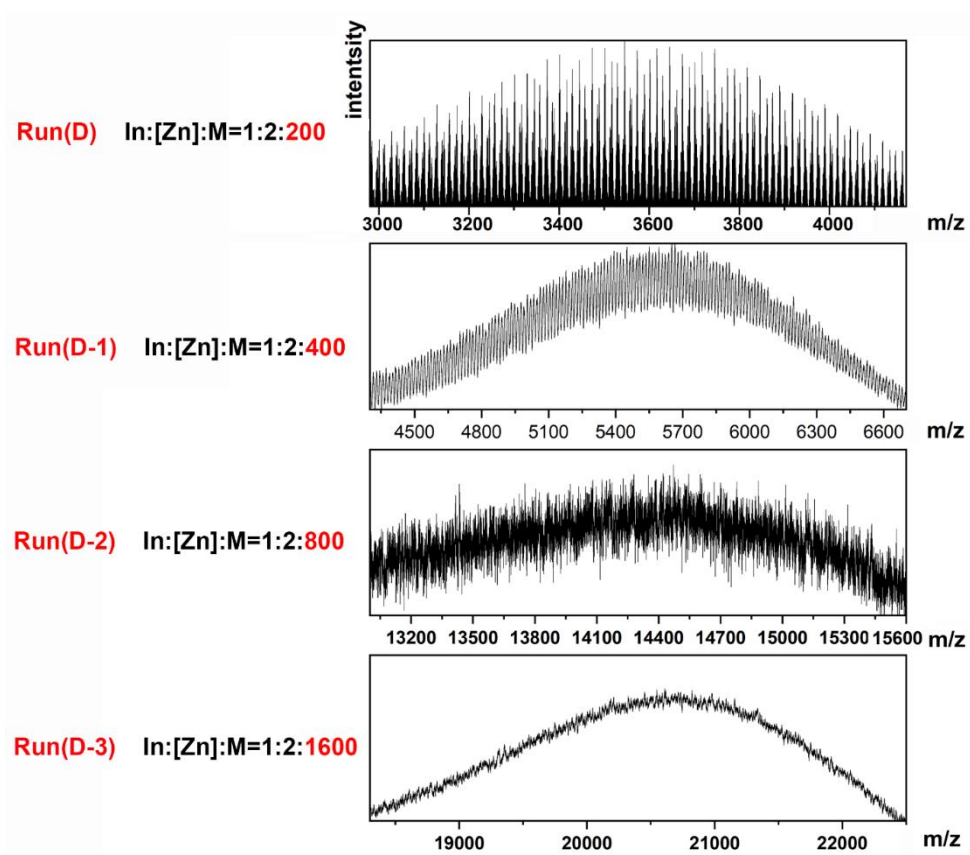 intentsity
Run(D) In:[Zn]:M=1:2:200
3000 3200 3400 3600 3800 4000 m/z
Run(D-1) In:[Zn]:M=1:2:400
4500 4800 5100 5400 5700 6000 6300 6600 m/z
Run(D-2) In:[Zn]:M=1:2:800
13200 13500 13800 14100 14400 14700 15000 15300 15600 m/z
Run(D-3) In:[Zn]:M=1:2:1600
19000 20000 21000 22000 m/z